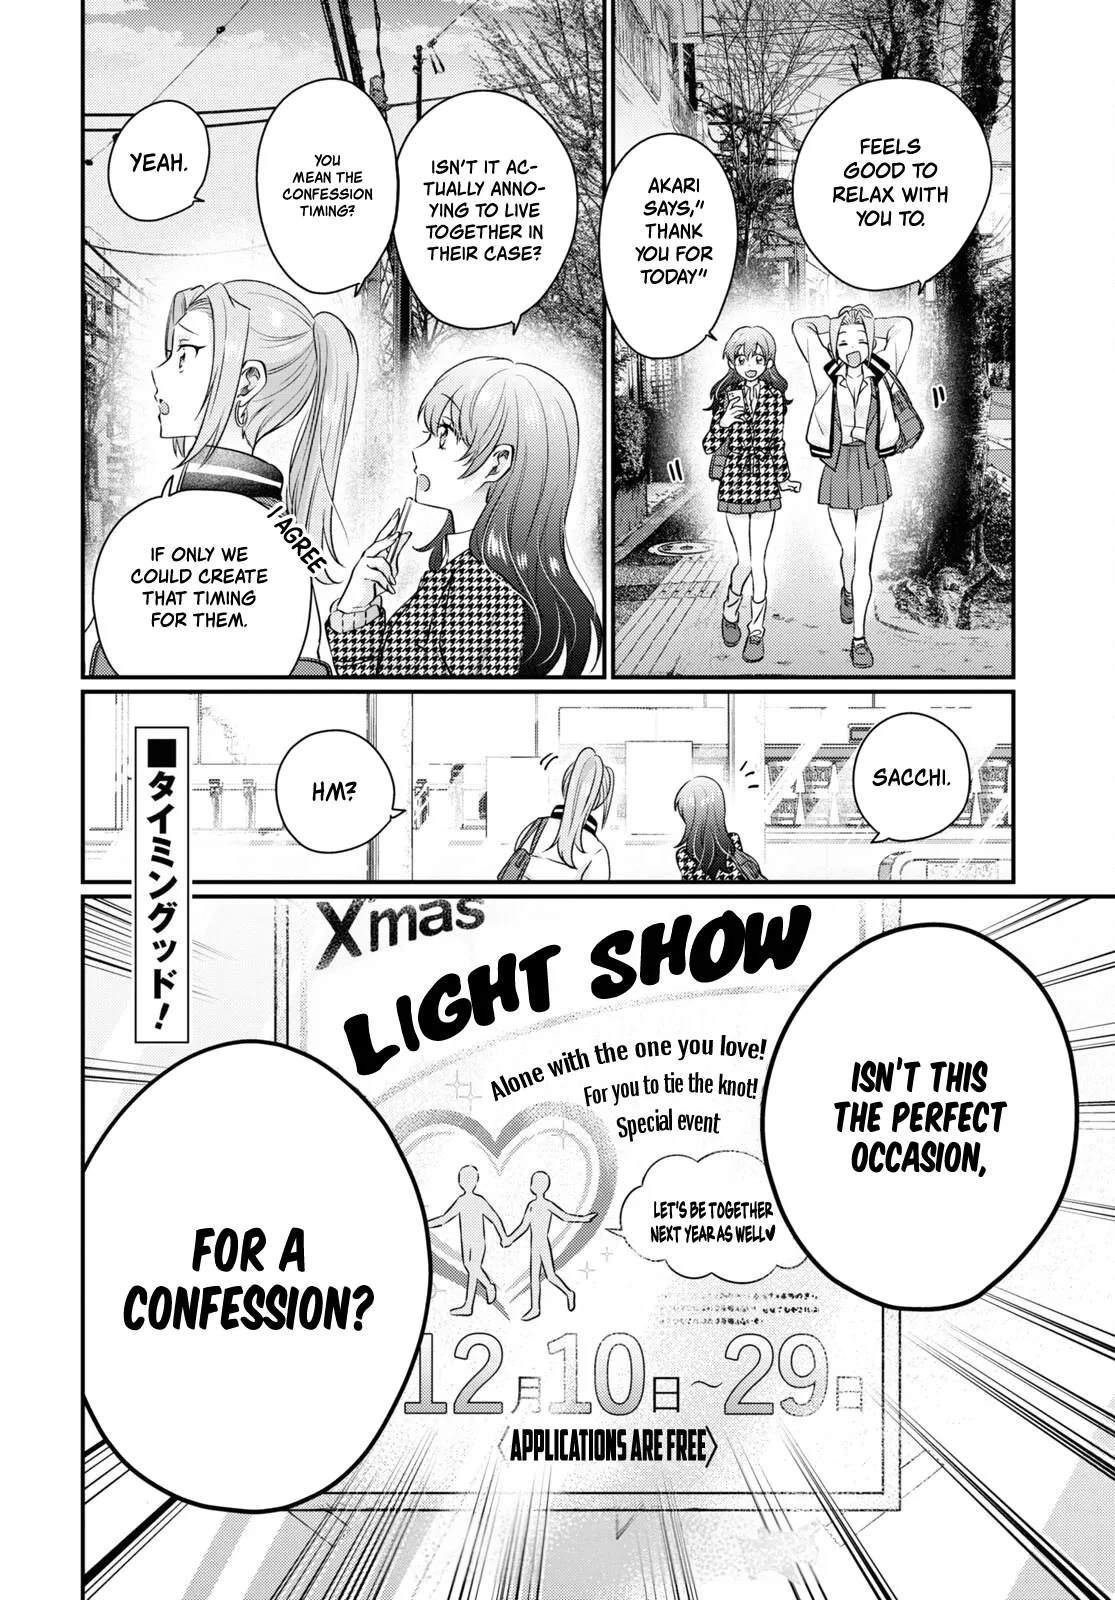 FEELS
GOOD TO
RELAX WITH
YOU TO.
AKARI
SAYS,"
THANK
YOU FOR
TODAY"
ISN'T IT AC-
TUALLY ANNO-
YING TO LIVE
TOGETHER IN
THEIR CASE?
YOU
MEAN THE
CONFESSION
TIMING?
YEAH.
I AGREE
IF ONLY WE
COULD CREATE
THAT TIMING
FOR THEM.
SACCHI.
HM?
■タイミングッド!
X'mas
LIGHT SHOW
Alone with the one you love!
For you to tie the knot!
Special event
LET'S BE TOGETHER
NEXT YEAR AS WELL♥
12月10日~29日
〈APPLICATIONS ARE FREE〉
ISN'T THIS
THE PERFECT
OCCASION,
FOR A
CONFESSION?